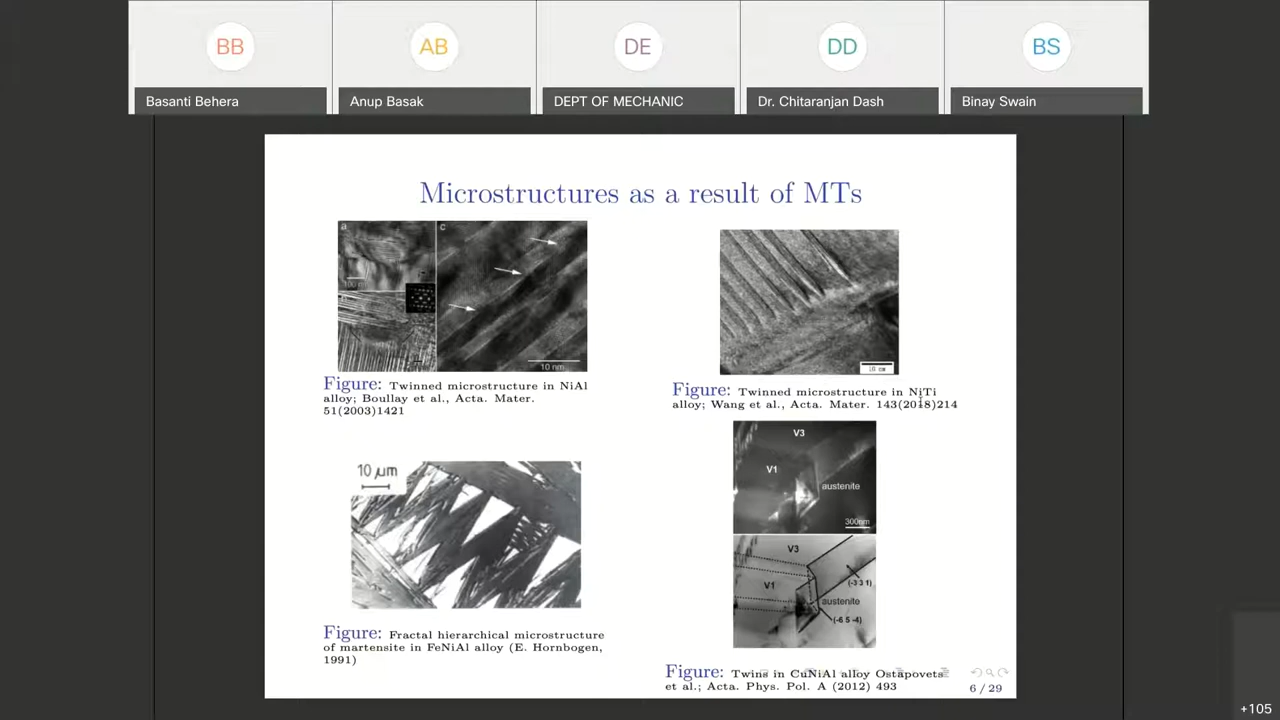 BB
AB
DE
DD
BS
Basanti Behera
Anup Basak
DEPT OF MECHANIC
Dr. Chitaranjan Dash
Binay Swain
Microstructures as a result of MTs
a
c
10 nm
Figure: Twinned microstructure in NiAl
alloy; Boullay et al., Acta. Mater.
51(2003)1421
Figure: Twinned microstructure in NiTi
alloy; Wang et al., Acta. Mater. 143(2018)214
10 μm
Figure: Fractal hierarchical microstructure
of martensite in FeNiAl alloy (E. Hornbogen,
1991)
V3
V1
austenite
300nm
V3
V1
(-3 3 1)
austenite
(-6 5 -4)
Figure: Twins in CuNiAl alloy Ostapovets
et al.; Acta. Phys. Pol. A (2012) 493
6 / 29
+105